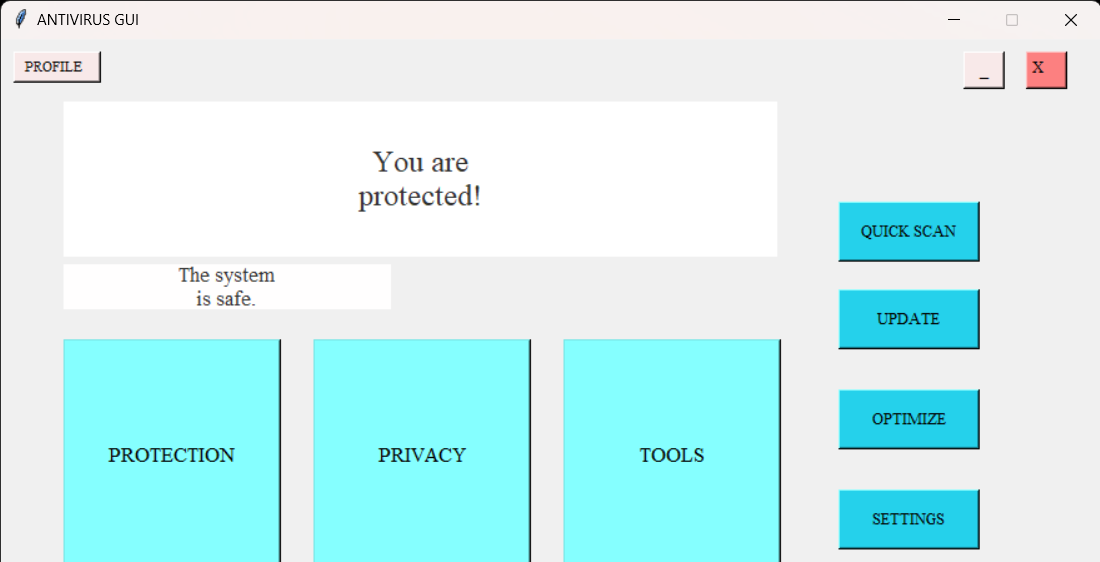 ANTIVIRUS GUI
PROFILE
_
X
You are
protected!
QUICK SCAN
The system
is safe.
UPDATE
OPTIMIZE
PROTECTION
PRIVACY
TOOLS
SETTINGS